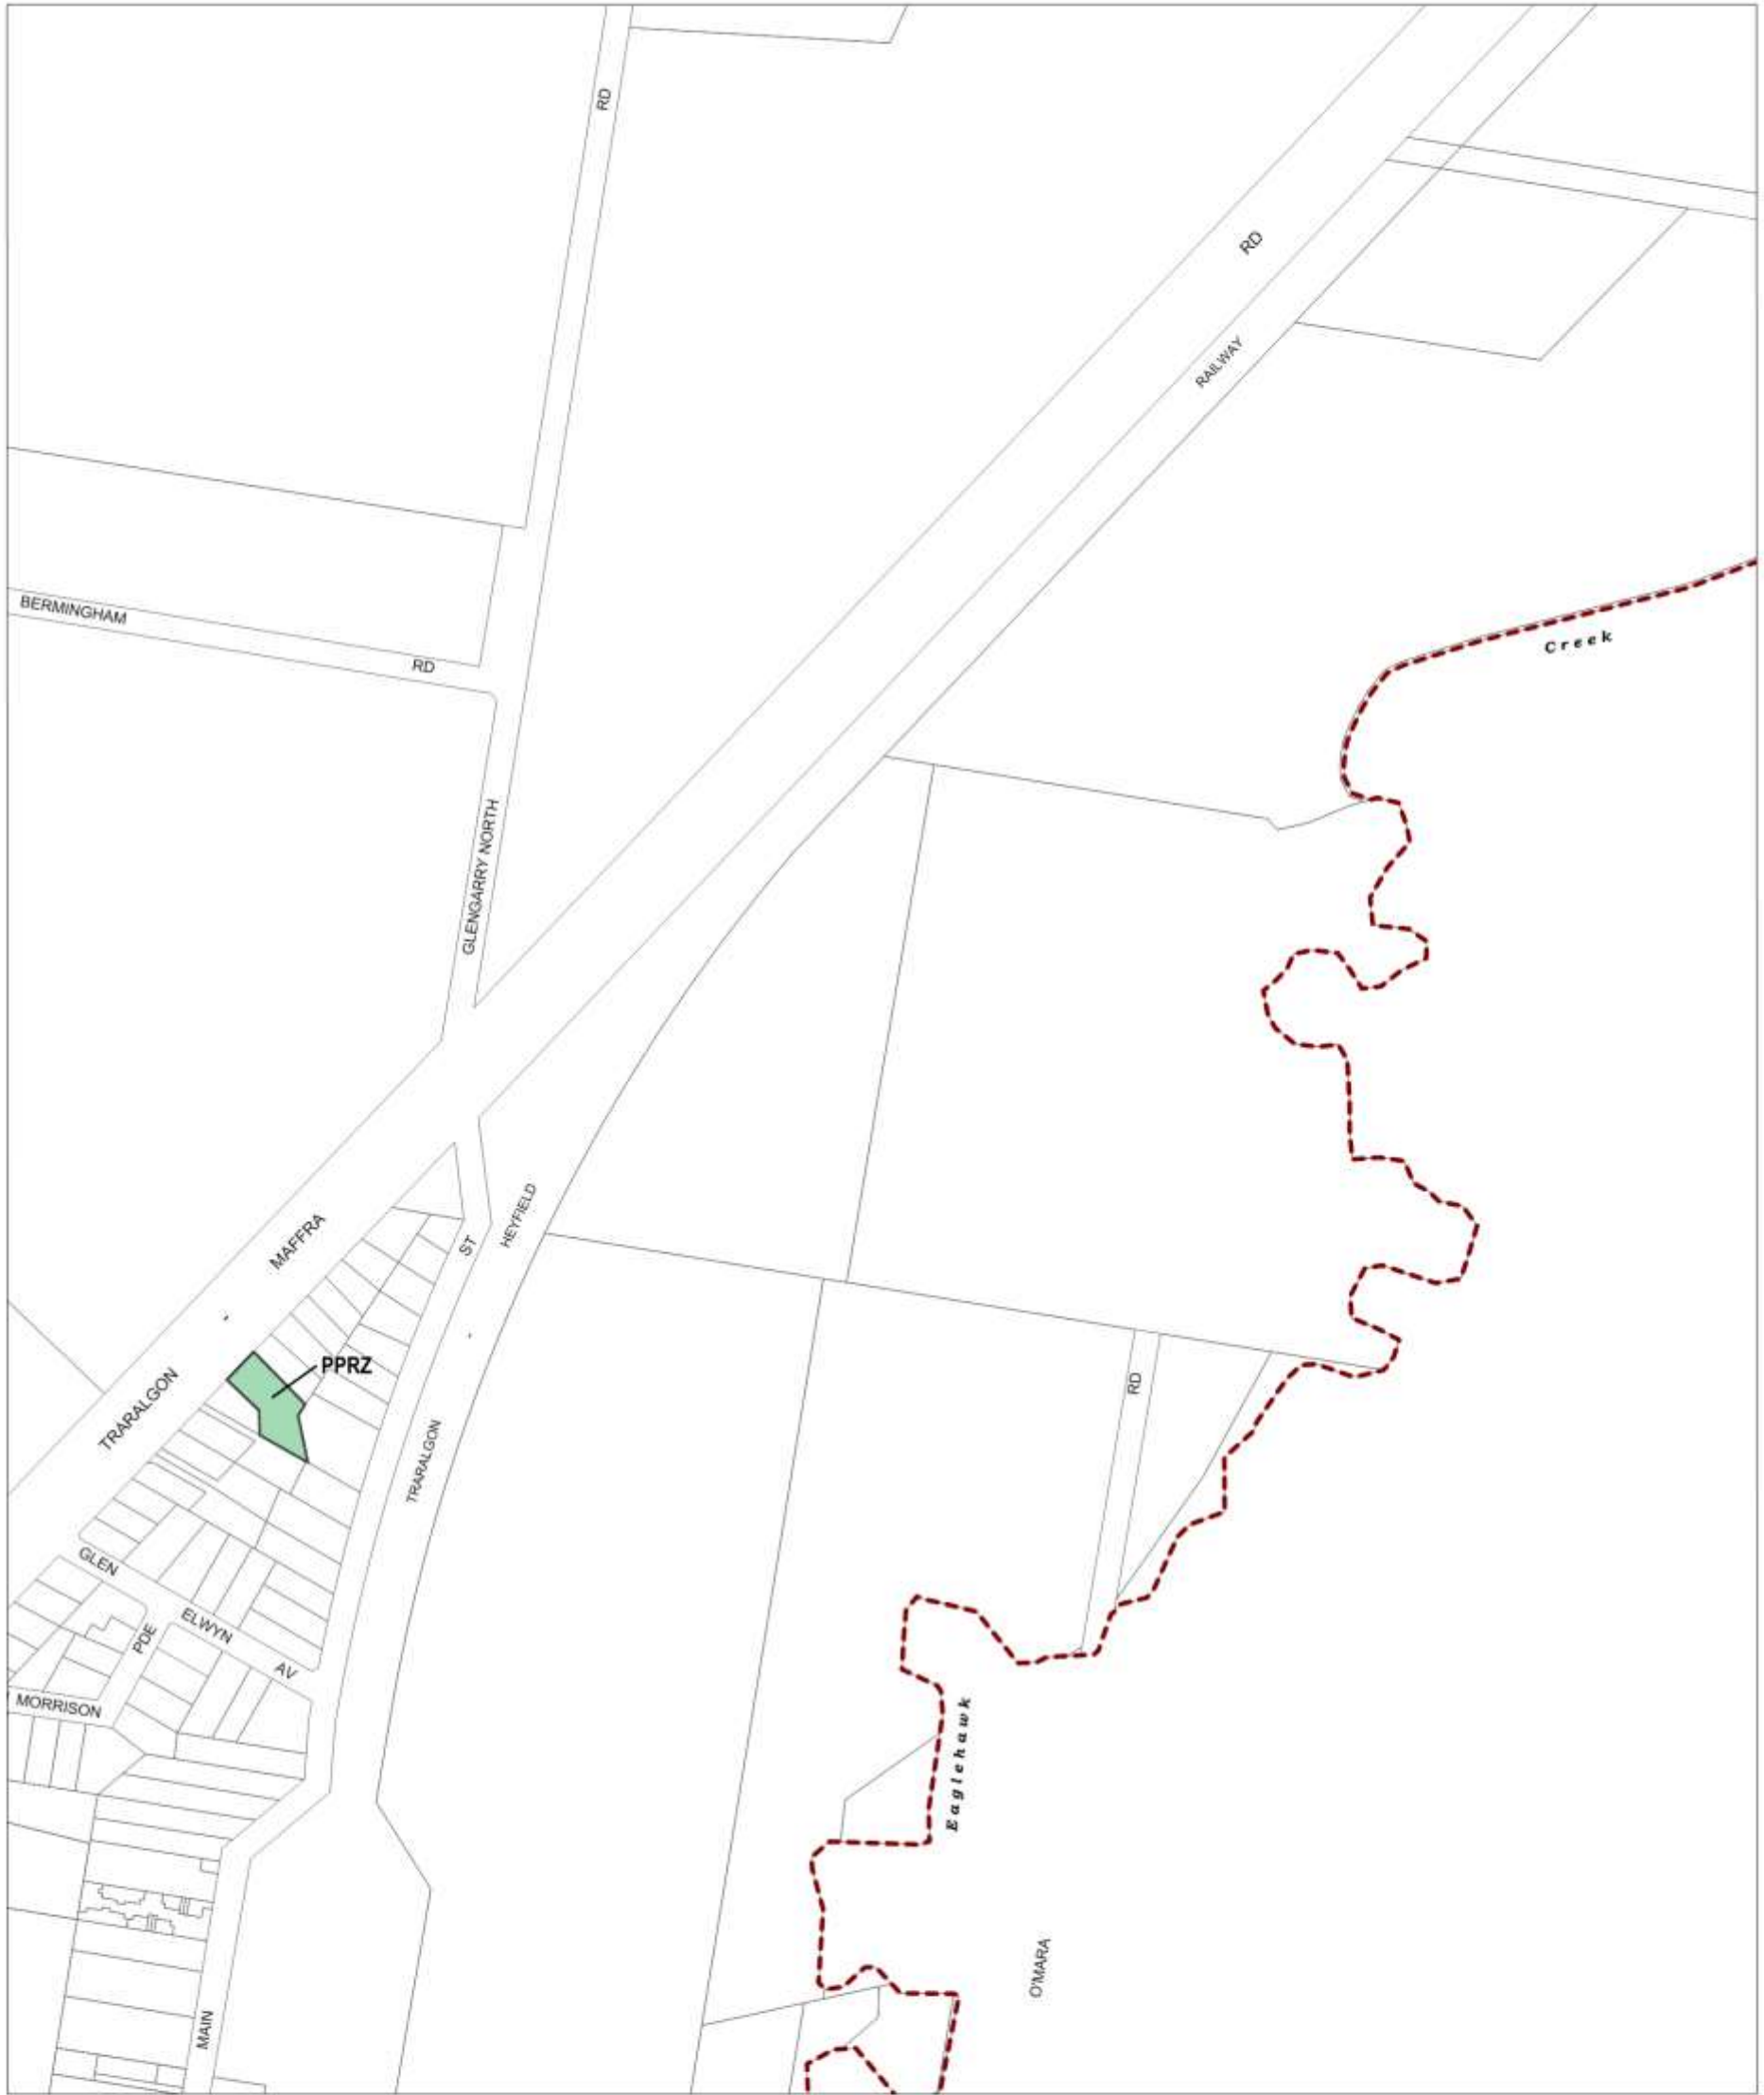 RD
RD
RAILWAY
BERMINGHAM
RD
Creek
GLENGARRY NORTH
HEYFIELD
MAFFRA
ST
-
-
PPRZ
TRARALGON
RD
TRARALGON
GLEN
ELWYN
PDE
AV
MORRISON
Eaglehawk
O'MARA
MAIN